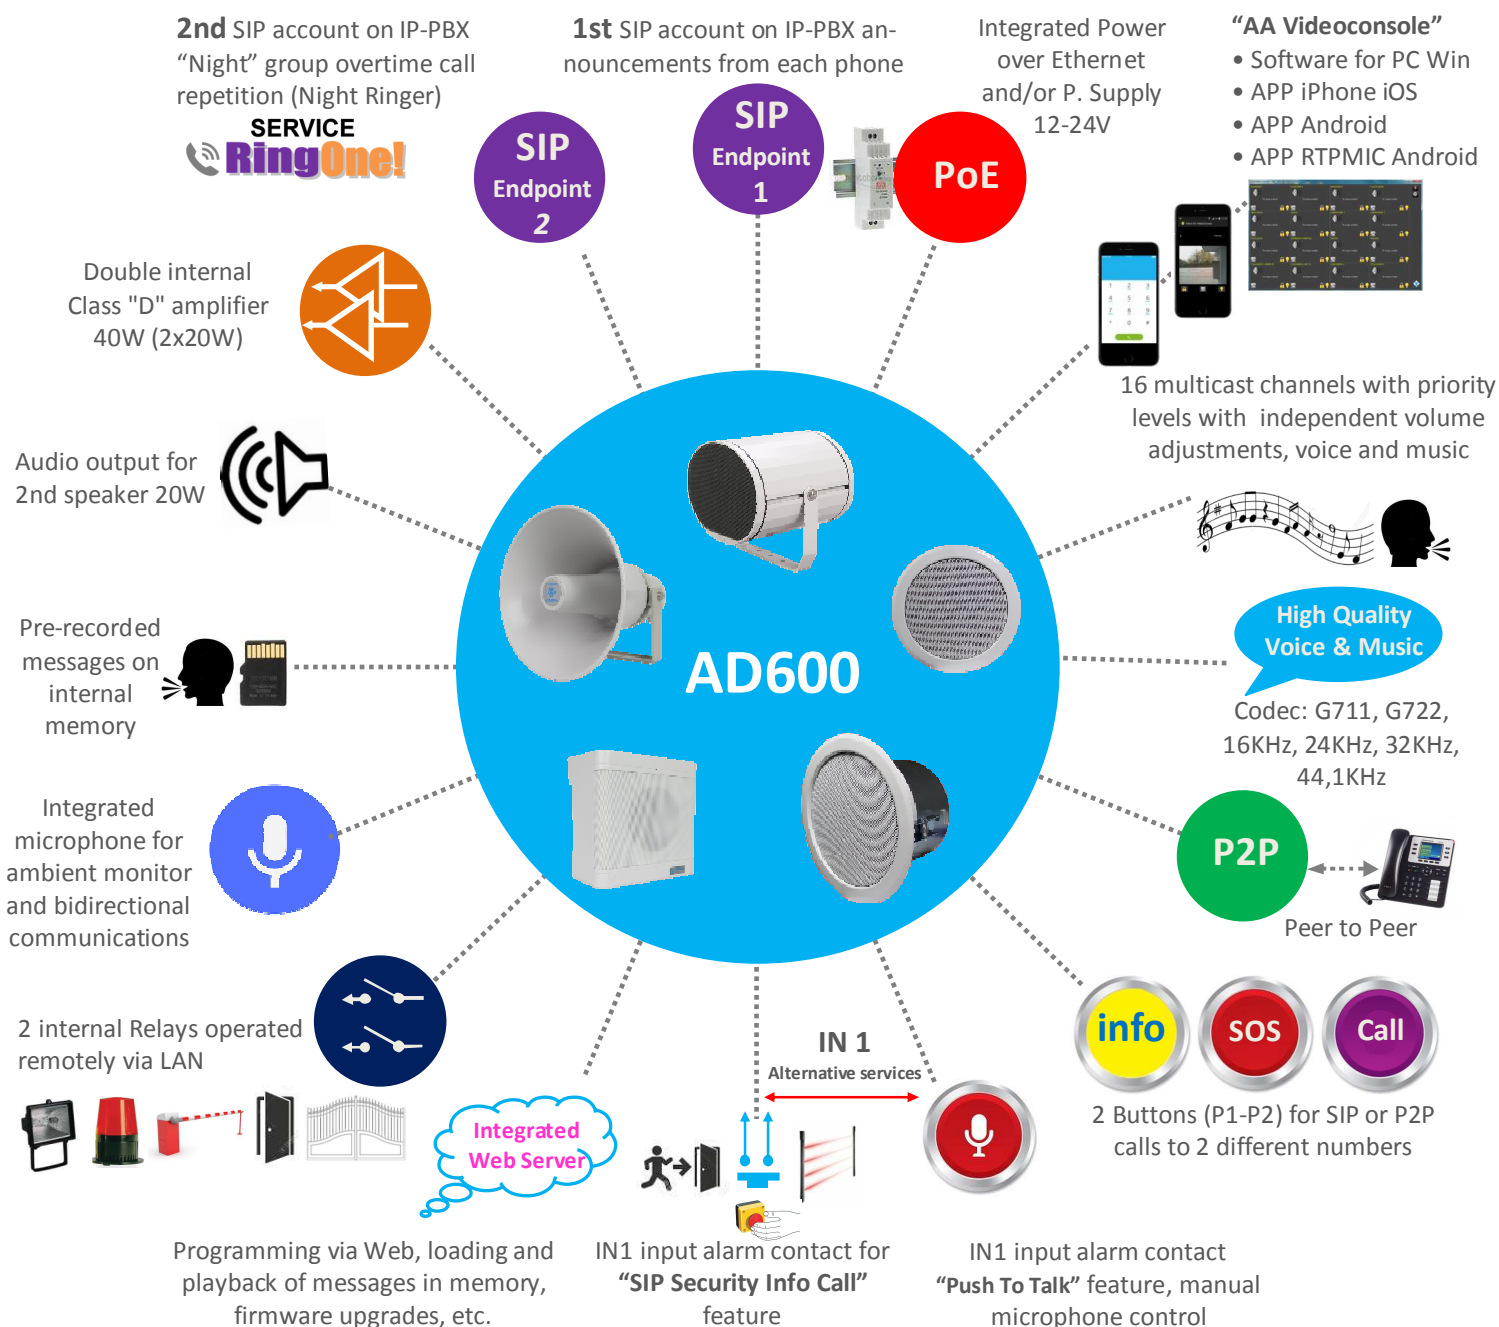 2nd SIP account on IP-PBX
“Night” group overtime call
repetition (Night Ringer)
SERVICE
RingOne!
1st SIP account on IP-PBX an-
nouncements from each phone
Integrated Power
over Ethernet
and/or P. Supply
12-24V
“AA Videoconsole”
• Software for PC Win
• APP iPhone iOS
• APP Android
• APP RTPMIC Android
SIP
Endpoint
2
SIP
Endpoint
1
PoE
Double internal
Class "D" amplifier
40W (2x20W)
16 multicast channels with priority
levels with independent volume
adjustments, voice and music
Audio output for
2nd speaker 20W
High Quality
Voice & Music
Codec: G711, G722,
16KHz, 24KHz, 32KHz,
44,1KHz
Pre-recorded
messages on
internal
memory
AD600
Integrated
microphone for
ambient monitor
and bidirectional
communications
P2P
Peer to Peer
2 internal Relays operated
remotely via LAN
info
SOS
Call
2 Buttons (P1-P2) for SIP or P2P
calls to 2 different numbers
IN 1
Alternative services
Integrated
Web Server
Programming via Web, loading and
playback of messages in memory,
firmware upgrades, etc.
IN1 input alarm contact for
“SIP Security Info Call”
feature
IN1 input alarm contact
“Push To Talk” feature, manual
microphone control